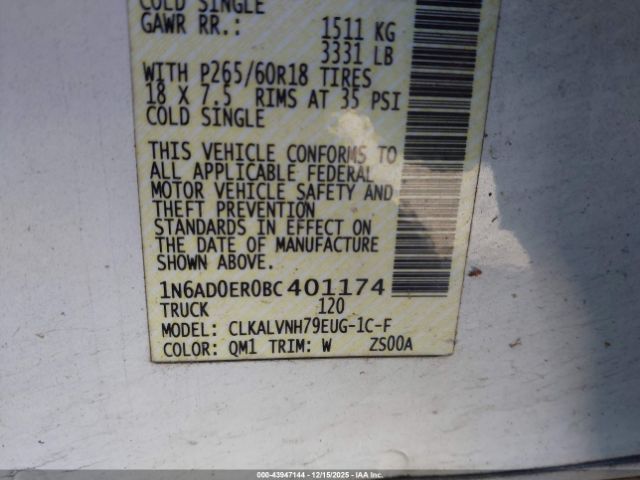 COLD SINGLE
GAWR RR.: 1511 KG
3331 LB
WITH P265/60R18 TIRES
18 X 7.5 RIMS AT 35 PSI
COLD SINGLE
THIS VEHICLE CONFORMS TO
ALL APPLICABLE FEDERAL
MOTOR VEHICLE SAFETY AND
THEFT PREVENTION
STANDARDS IN EFFECT ON
THE DATE OF MANUFACTURE
SHOWN ABOVE.
1N6AD0ER0BC401174
TRUCK 120
MODEL: CLKALVNH79EUG-1C-F
COLOR: QM1 TRIM: W ZS00A
000-43947144 - 12/15/2025 - IAA Inc.